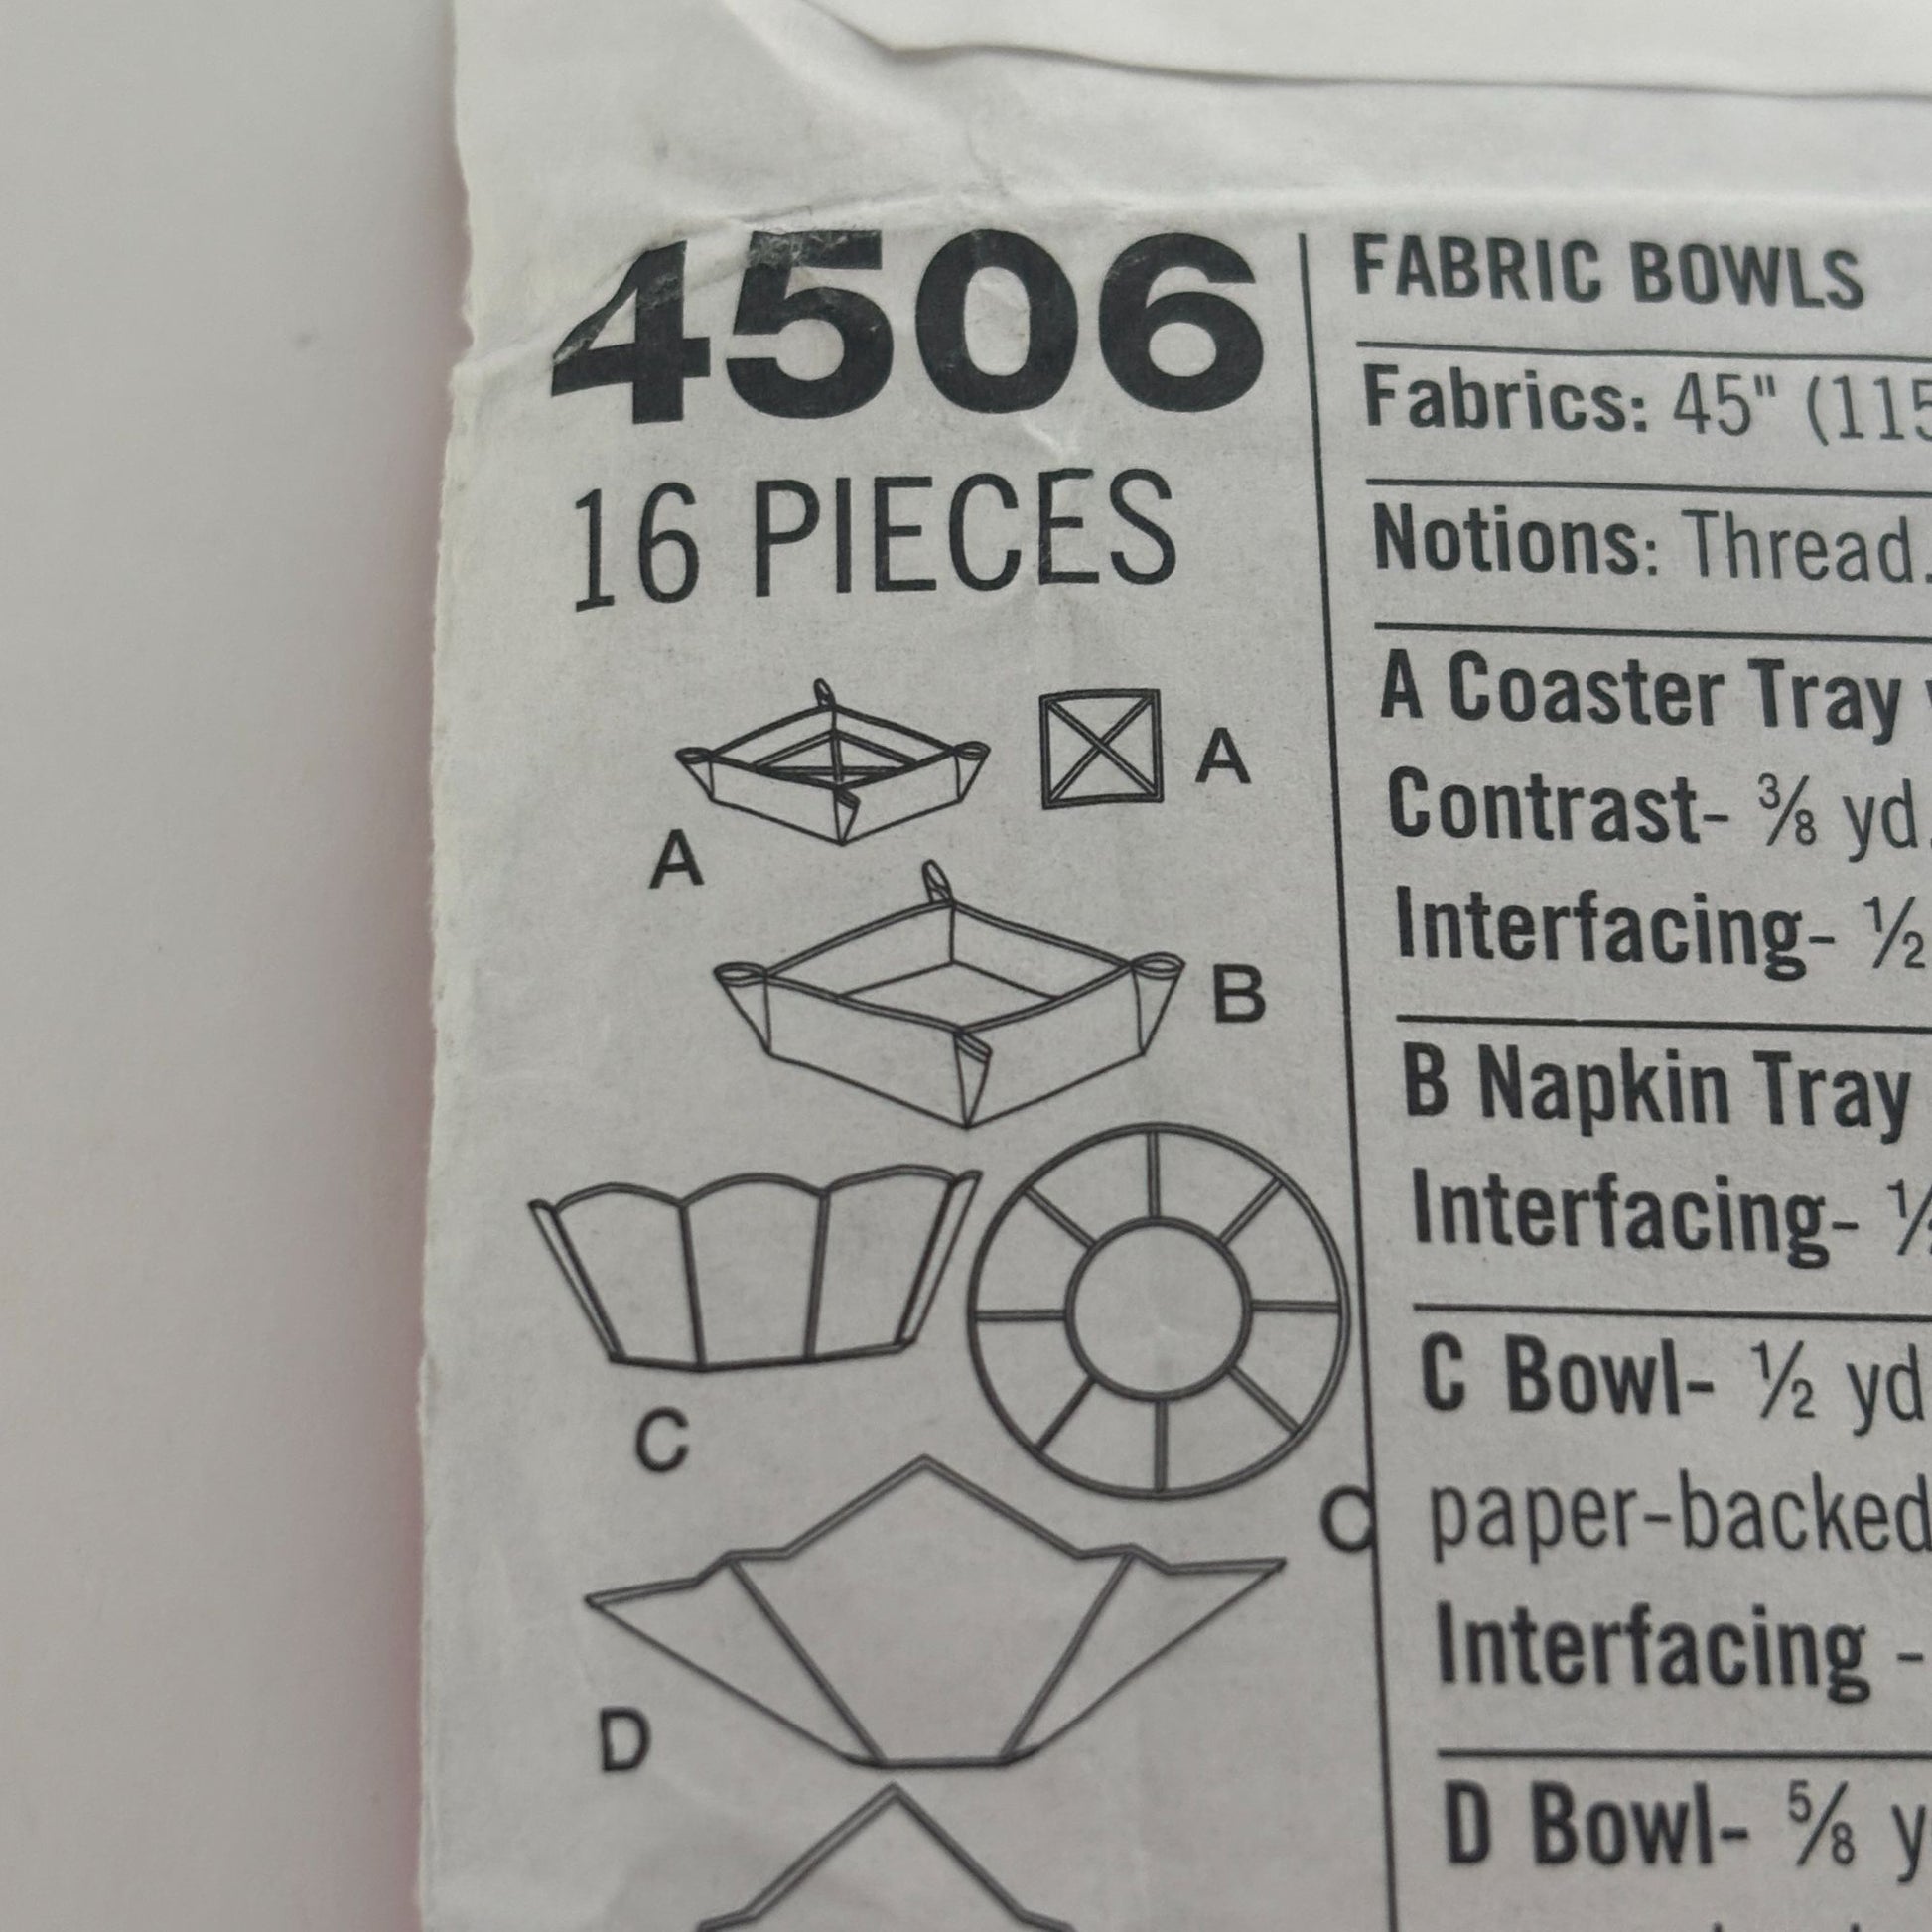 4506
16 PIECES
A
A
B
C
C
D
FABRIC BOWLS
Fabrics: 45" (115
Notions: Thread.
A Coaster Tray
Contrast- ⅜ yd.
Interfacing- ½
B Napkin Tray
Interfacing-
C Bowl- ½ yd
paper-backed
Interfacing -
D Bowl- ⅝ y